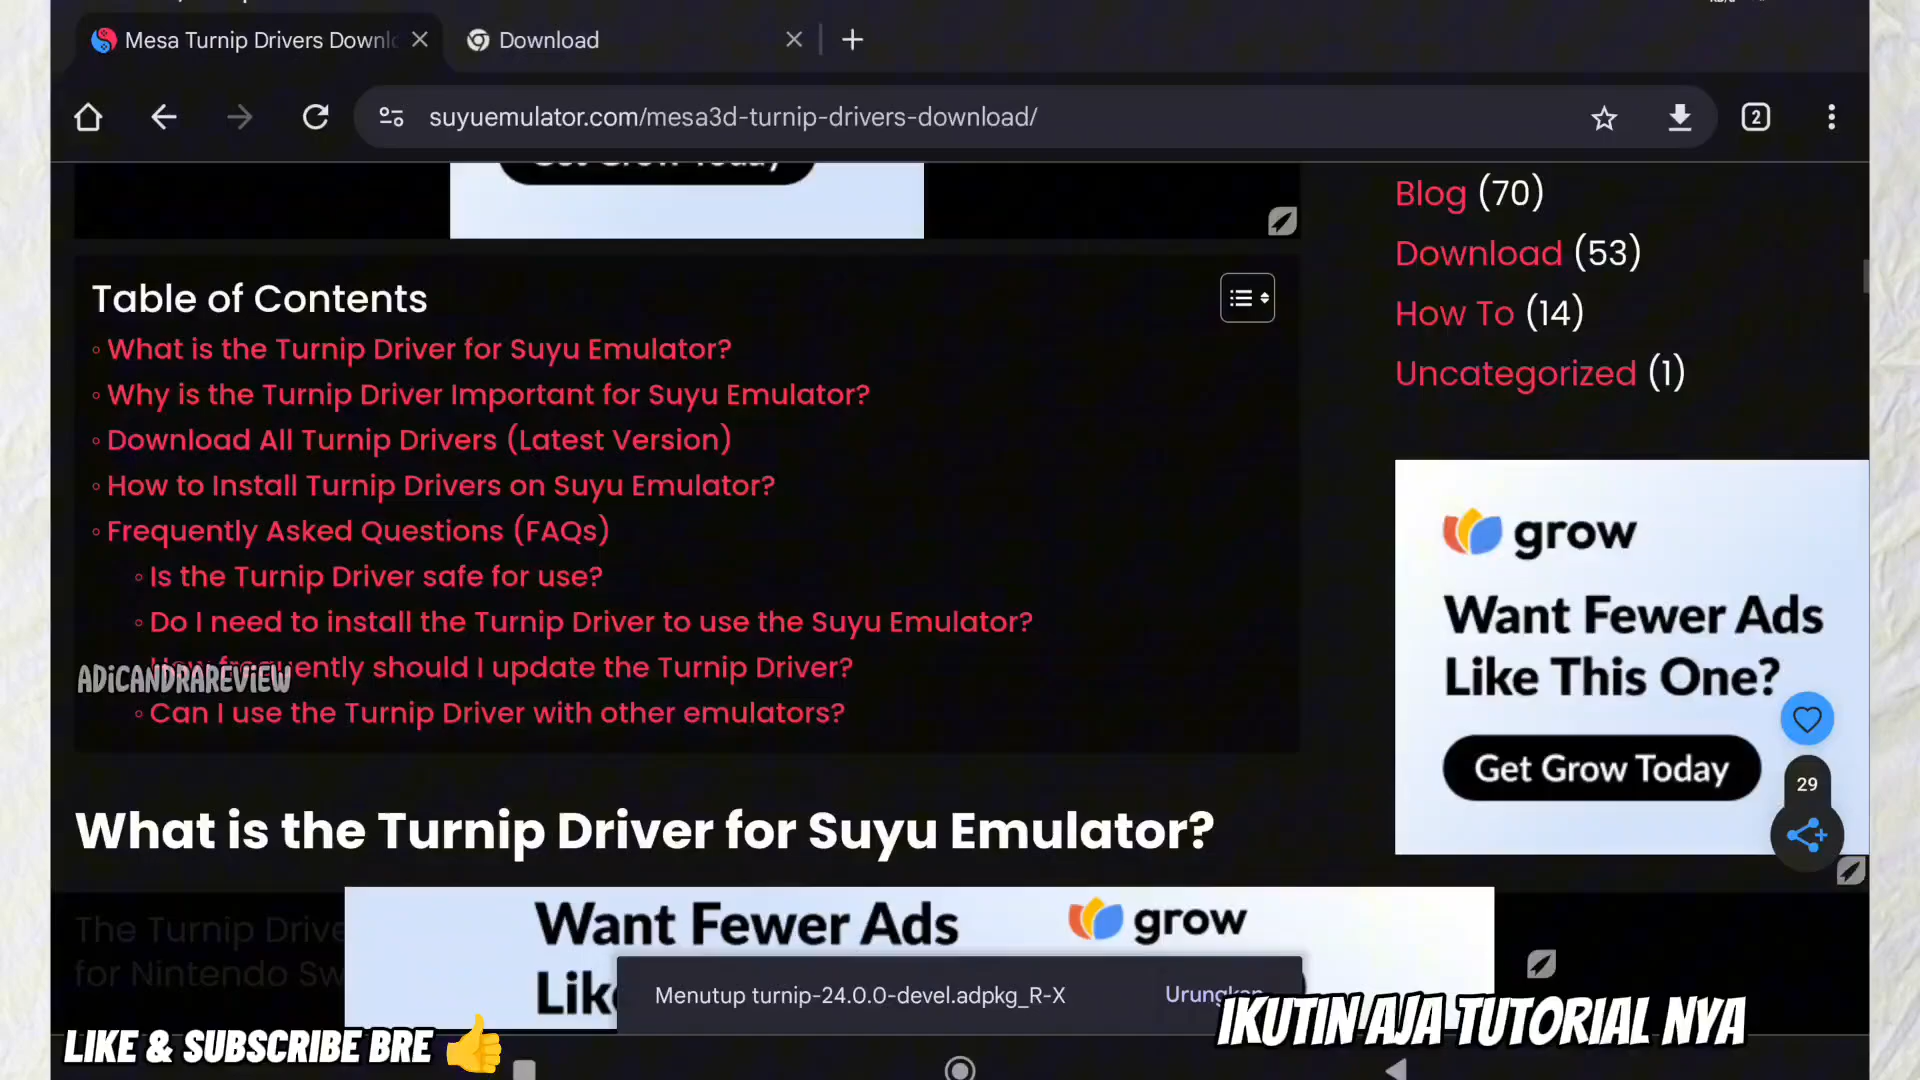 Mesa Turnip Drivers Downl
Download
suyuemulator.com/mesa3d-turnip-drivers-download/
2
Get Grow Today
Blog (70)
Download (53)
How To (14)
Uncategorized (1)
Table of Contents
What is the Turnip Driver for Suyu Emulator?
Why is the Turnip Driver Important for Suyu Emulator?
Download All Turnip Drivers (Latest Version)
How to Install Turnip Drivers on Suyu Emulator?
Frequently Asked Questions (FAQs)
Is the Turnip Driver safe for use?
Do I need to install the Turnip Driver to use the Suyu Emulator?
How frequently should I update the Turnip Driver?
ADiCANDRAREViEW
Can I use the Turnip Driver with other emulators?
grow
Want Fewer Ads
Like This One?
Get Grow Today
29
What is the Turnip Driver for Suyu Emulator?
The Turnip Drive
for Nintendo Sw
Want Fewer Ads
grow
Lik
Menutup turnip-24.0.0-devel.adpkg_R-X
Urungkan
IKUTIN AJA TUTORIAL NYA
LIKE & SUBSCRIBE BRE